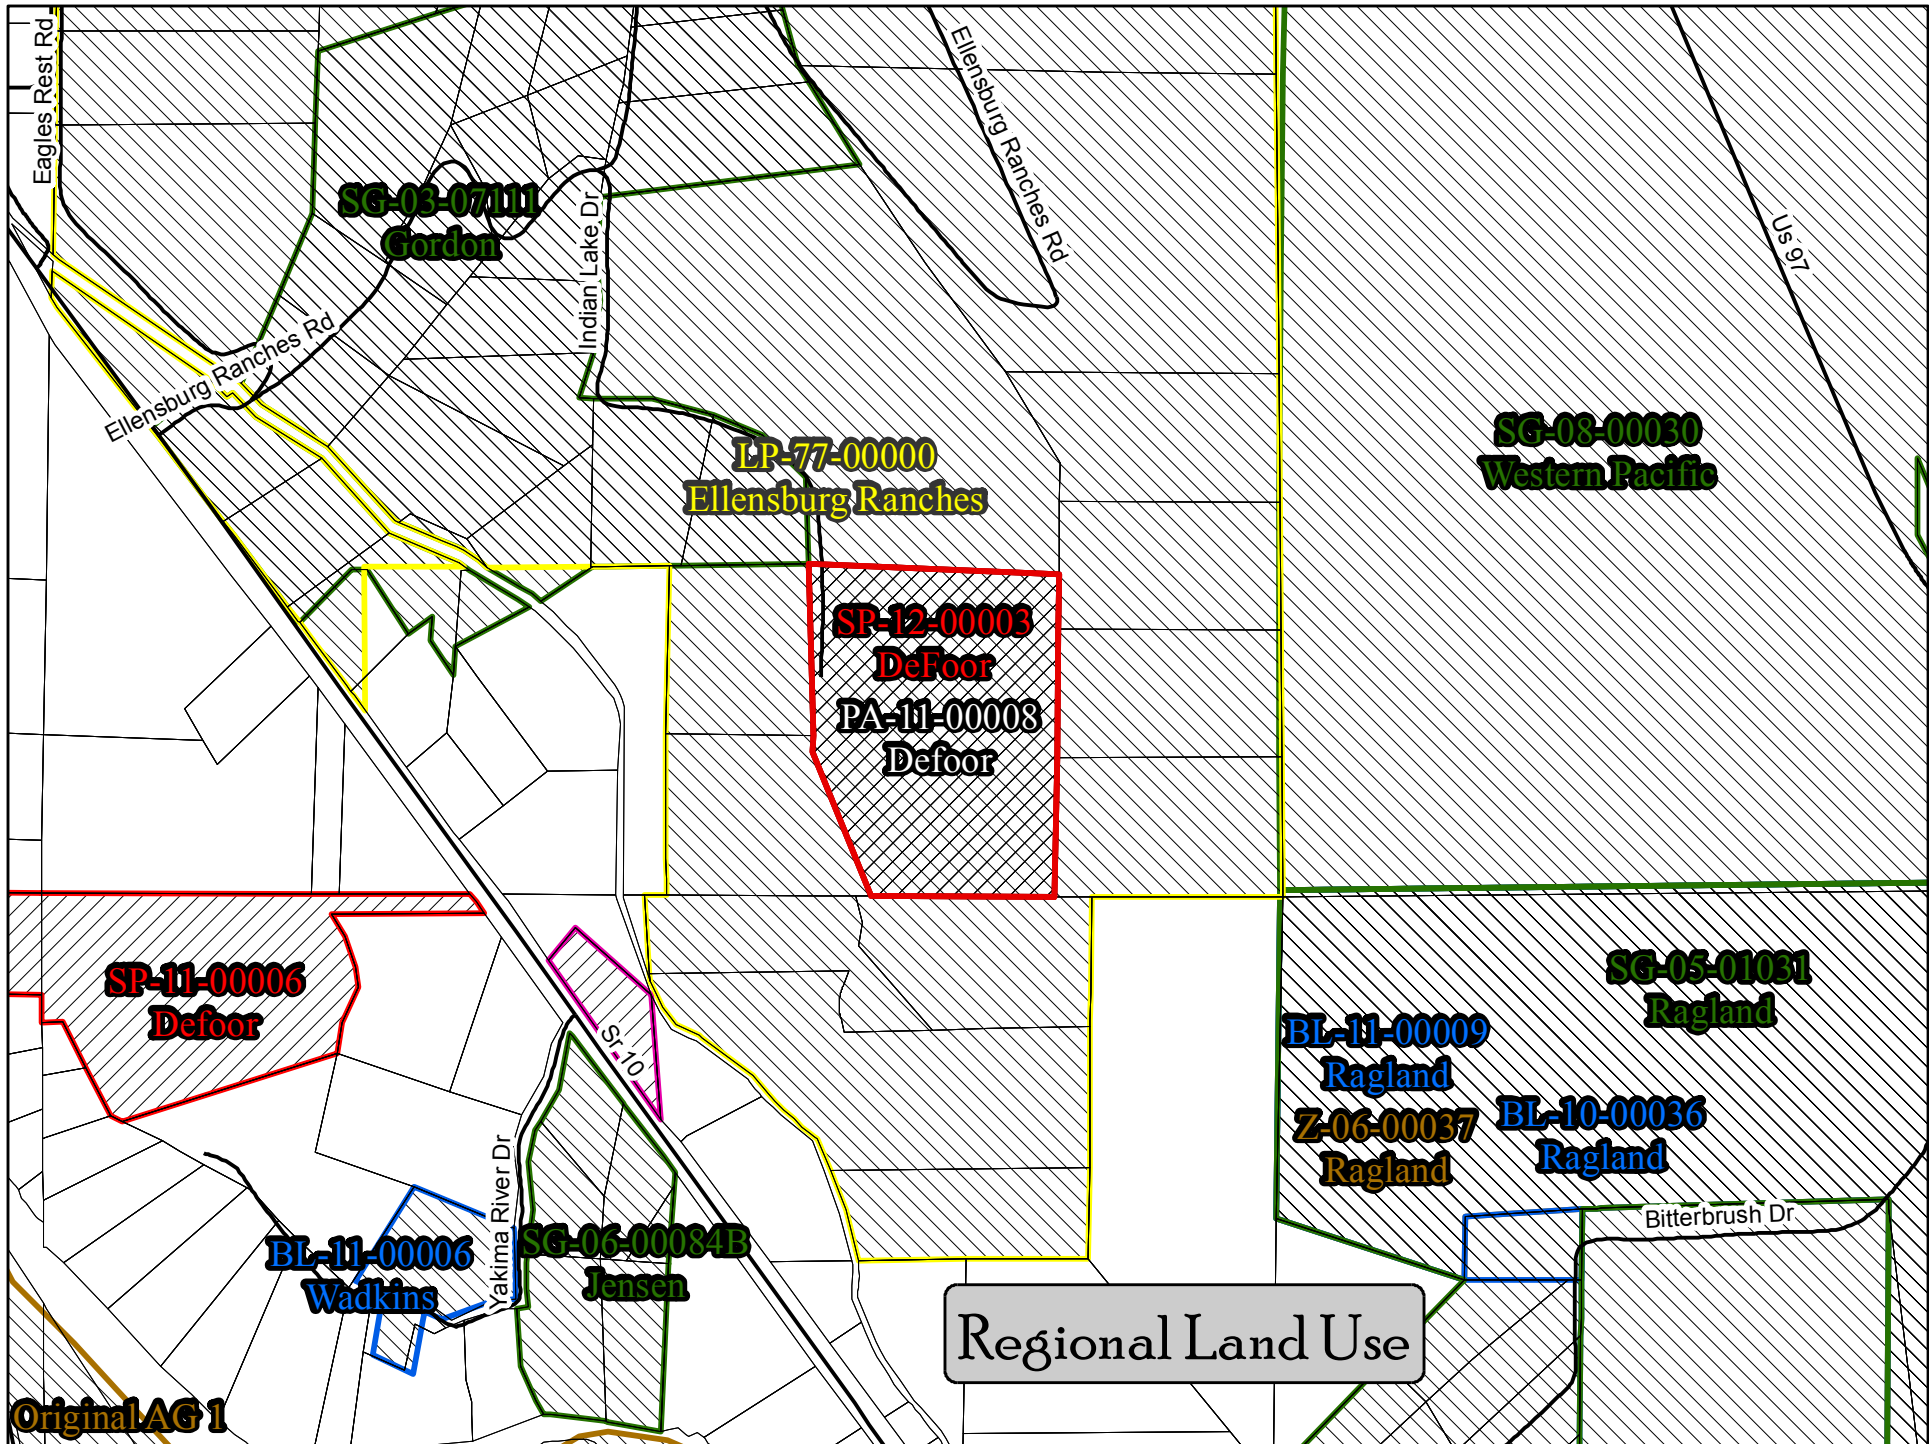 Eagles Rest Rd
Ellensburg Ranches Rd
SG-03-07111
Gordon
Indian Lake Dr
Us 97
Ellensburg Ranches Rd
LP-77-00000
Ellensburg Ranches
SG-08-00030
Western Pacific
SP-12-00003
DeFoor
PA-11-00008
Defoor
SP-11-00006
Defoor
Sr 10
SG-05-01031
Ragland
BL-11-00009
Ragland
Z-06-00037
Ragland
BL-10-00036
Ragland
Yakima River Dr
Bitterbrush Dr
BL-11-00006
Wadkins
SG-06-00084B
Jensen
Regional Land Use
Original AG 1